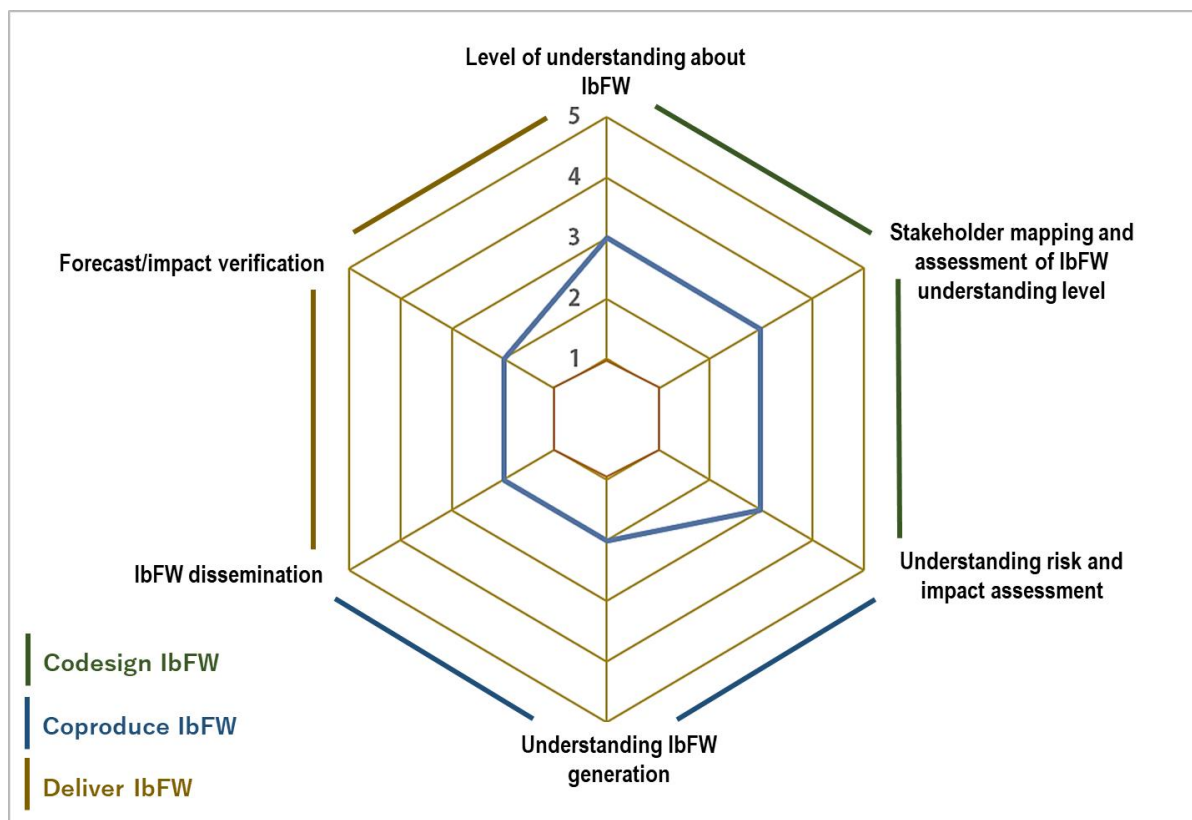 Level of understanding about
IbFW
5
4
3
2
1
Forecast/impact verification
Stakeholder mapping and
assessment of IbFW
understanding level
IbFW dissemination
Understanding risk and
impact assessment
Understanding IbFW
generation
Codesign IbFW
Coproduce IbFW
Deliver IbFW